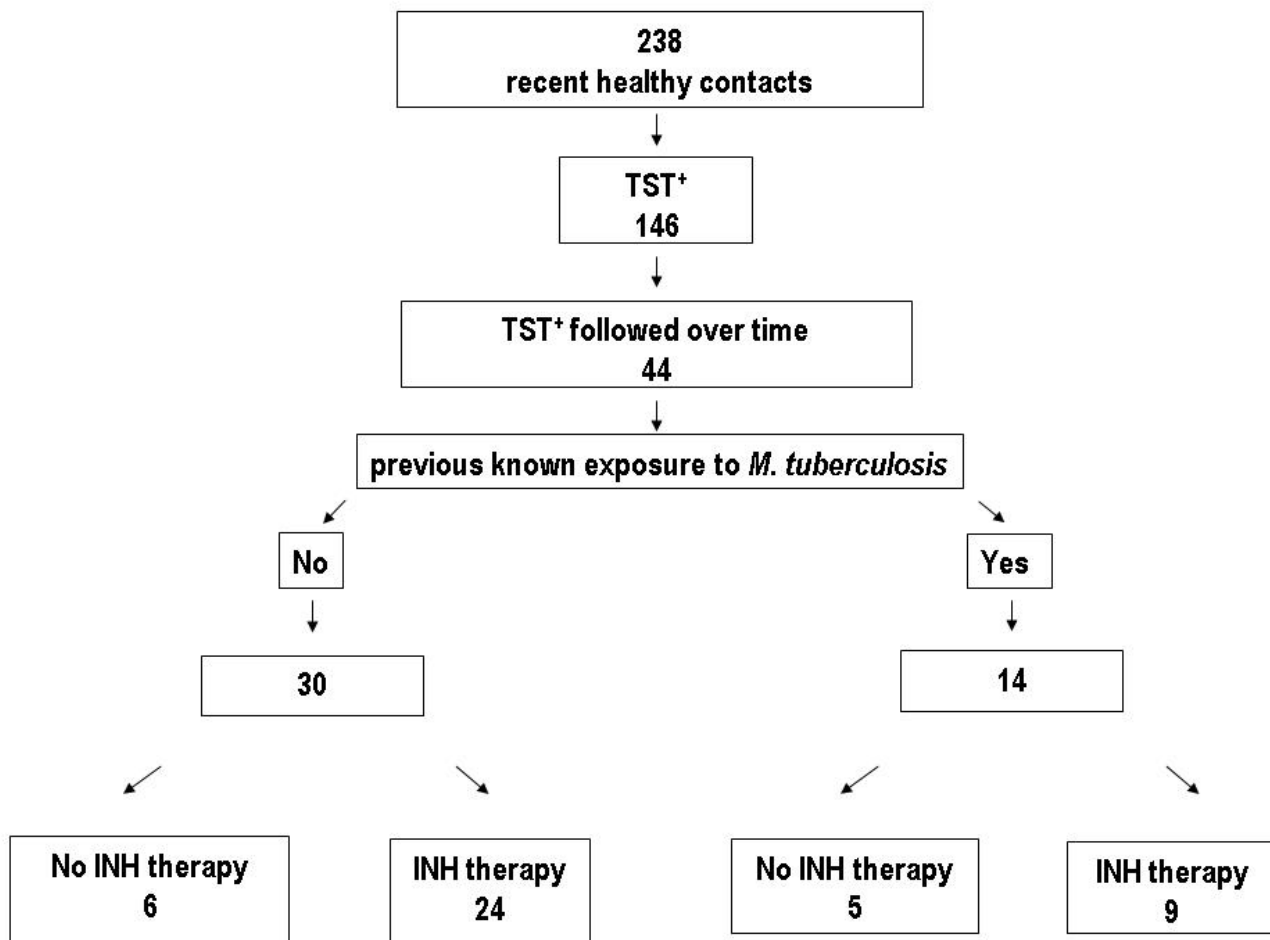 238
recent healthy contacts
TST⁺
146
TST⁺ followed over time
44
previous known exposure to M. tuberculosis
No
Yes
30
14
No INH therapy
6
INH therapy
24
No INH therapy
5
INH therapy
9